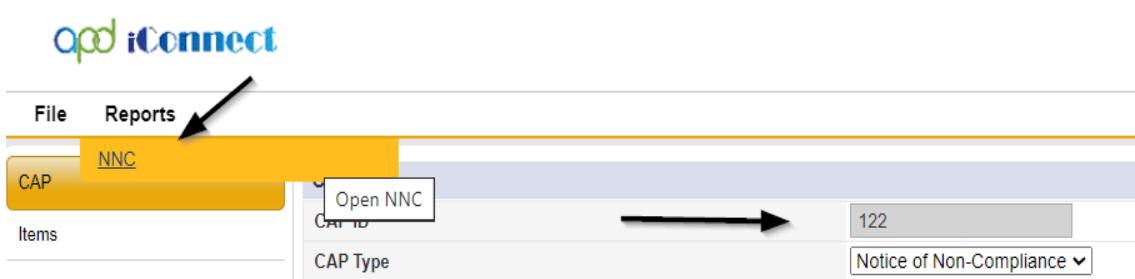 apd iConnect
File Reports
NNC
CAP
Open NNC
CAP ID 122
Items
CAP Type Notice of Non-Compliance